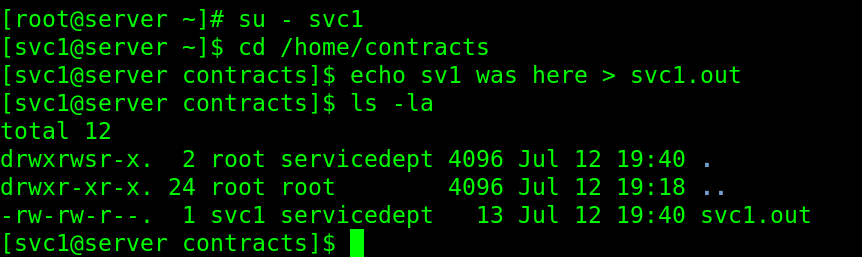 [root@server ~]# su - svc1
[svc1@server ~]$ cd /home/contracts
[svc1@server contracts]$ echo sv1 was here > svc1.out
[svc1@server contracts]$ ls -la
total 12
drwxrwsr-x.  2 root servicedept 4096 Jul 12 19:40 .
drwxr-xr-x. 24 root root        4096 Jul 12 19:18 ..
-rw-rw-r--.  1 svc1 servicedept   13 Jul 12 19:40 svc1.out
[svc1@server contracts]$